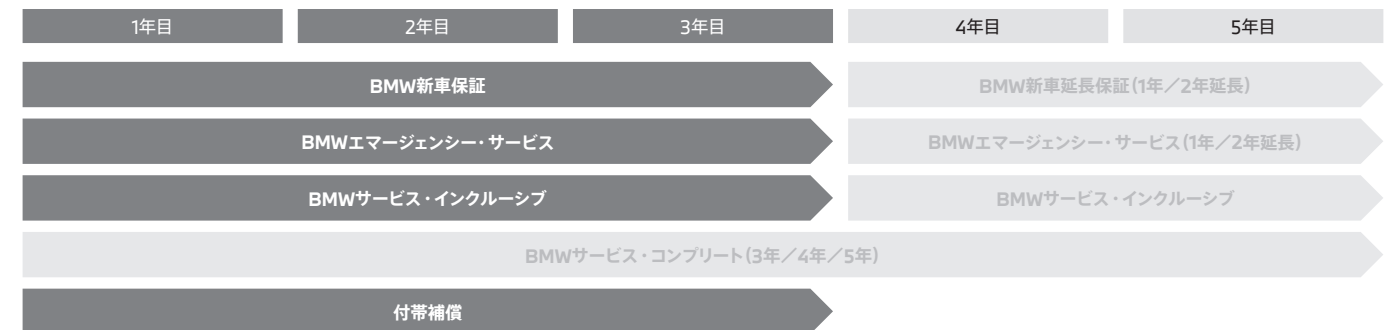 1年目 2年目 3年目 4年目 5年目
BMW新車保証 BMW新車延長保証(1年／2年延長)
BMWエマージェンシー・サービス BMWエマージェンシー・サービス(1年／2年延長)
BMWサービス・インクルーシブ BMWサービス・インクルーシブ
BMWサービス・コンプリート(3年／4年／5年)
付帯補償